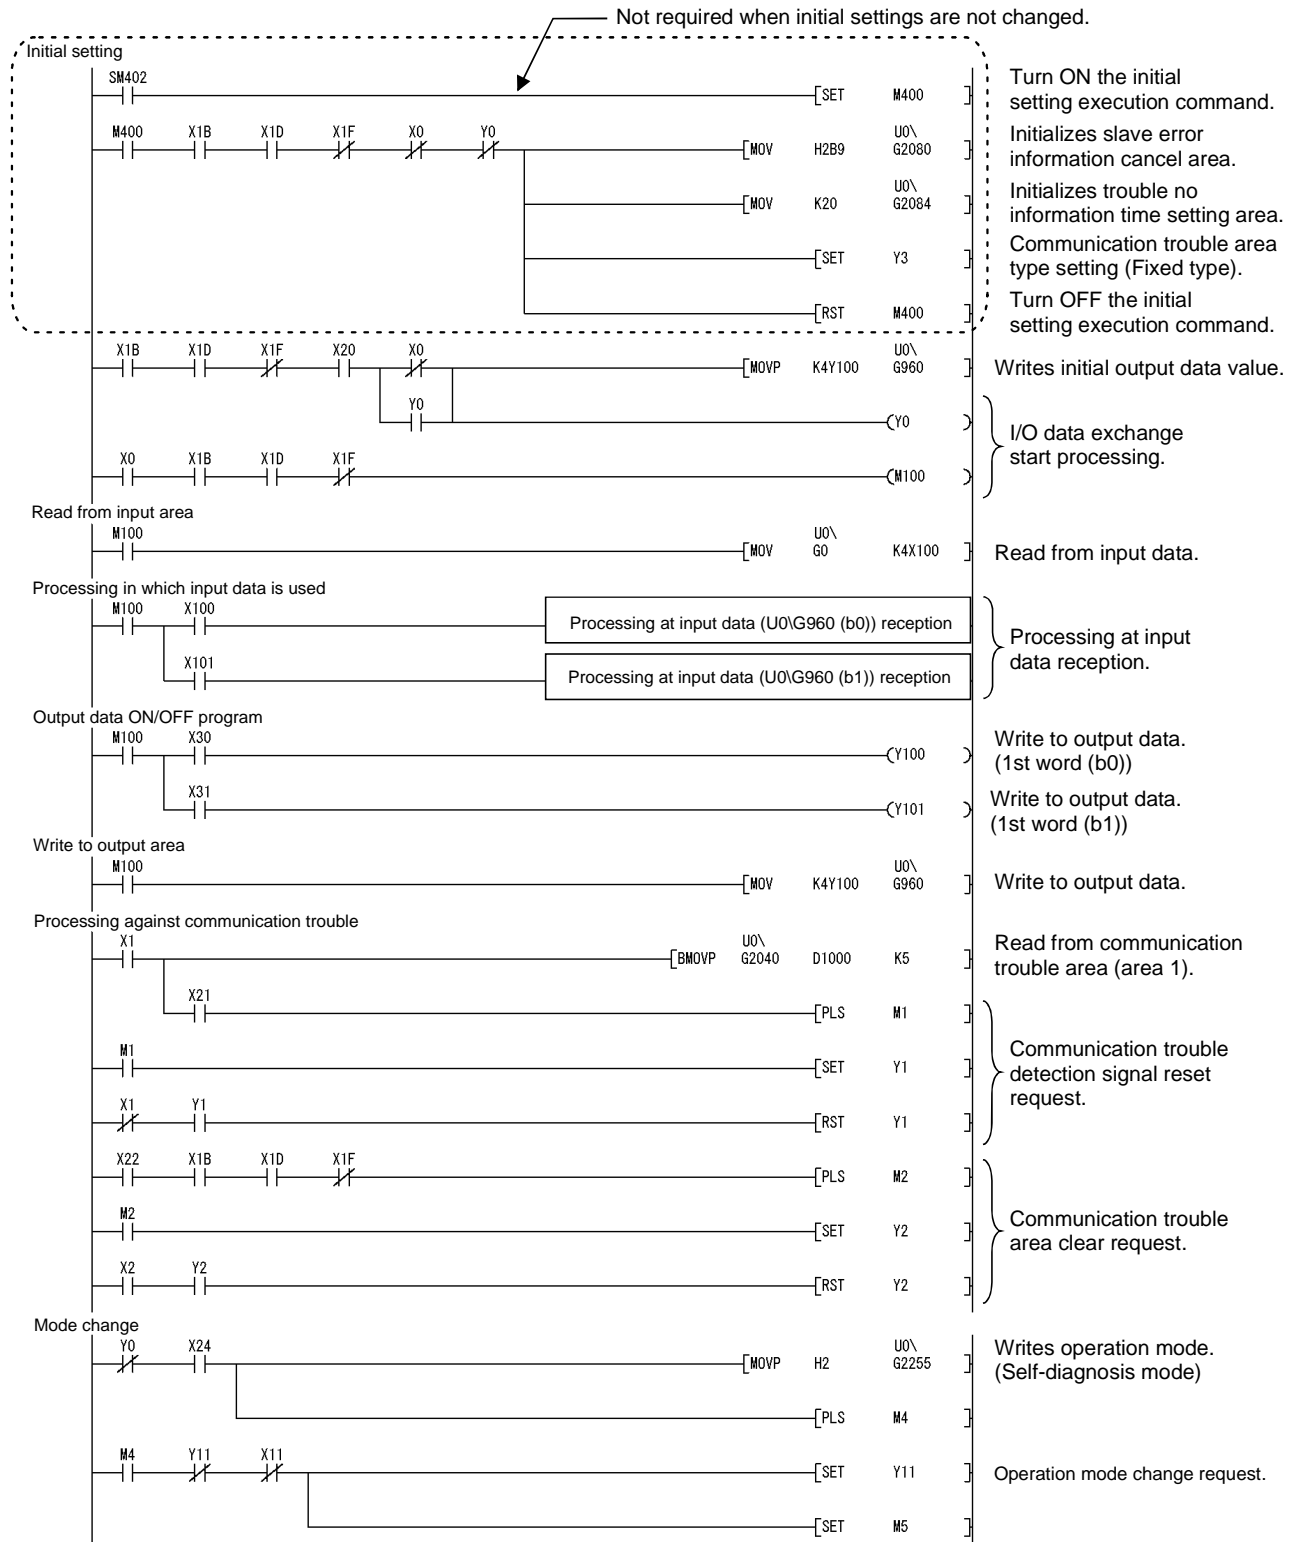 Not required when initial settings are not changed.
Initial setting
SM402
SET M400
Turn ON the initial
setting execution command.
M400 X1B X1D X1F X0 Y0
MOV H2B9 U0\
G2080
Initializes slave error
information cancel area.
MOV K20 U0\
G2084
Initializes trouble no
information time setting area.
SET Y3
Communication trouble area
type setting (Fixed type).
RST M400
Turn OFF the initial
setting execution command.
X1B X1D X1F X20 X0
MOVP K4Y100 U0\
G960
Writes initial output data value.
Y0
Y0
I/O data exchange
start processing.
X0 X1B X1D X1F
M100
Read from input area
M100
MOV U0\
G0 K4X100
Read from input data.
Processing in which input data is used
M100 X100
Processing at input data (U0\G960 (b0)) reception
X101
Processing at input data (U0\G960 (b1)) reception
Processing at input
data reception.
Output data ON/OFF program
M100 X30
Y100
Write to output data.
(1st word (b0))
X31
Y101
Write to output data.
(1st word (b1))
Write to output area
M100
MOV K4Y100 U0\
G960
Write to output data.
Processing against communication trouble
X1
BMOVP U0\
G2040 D1000 K5
Read from communication
trouble area (area 1).
X21
PLS M1
M1
SET Y1
Communication trouble
detection signal reset
request.
X1 Y1
RST Y1
X22 X1B X1D X1F
PLS M2
M2
SET Y2
Communication trouble
area clear request.
X2 Y2
RST Y2
Mode change
Y0 X24
MOVP H2 U0\
G2255
Writes operation mode.
(Self-diagnosis mode)
PLS M4
M4 Y11 X11
SET Y11
Operation mode change request.
SET M5